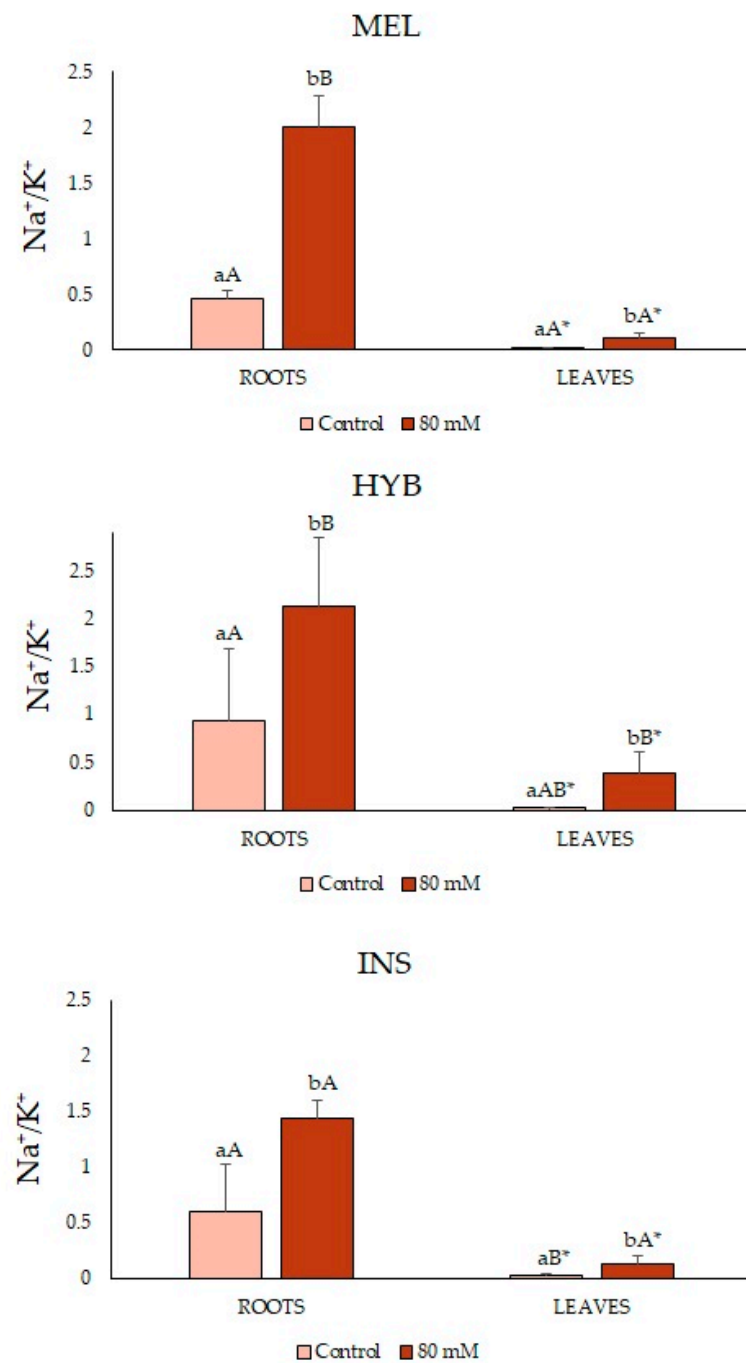 MEL
2.5
bB
2
Na⁺/K⁺
1.5
1
aA
0.5
aA*
bA*
0
ROOTS
LEAVES
Control
80 mM
HYB
bB
2.5
2
aA
Na⁺/K⁺
1.5
1
bB*
0.5
aAB*
0
ROOTS
LEAVES
Control
80 mM
INS
2.5
2
bA
Na⁺/K⁺
1.5
aA
1
0.5
aB*
bA*
0
ROOTS
LEAVES
Control
80 mM